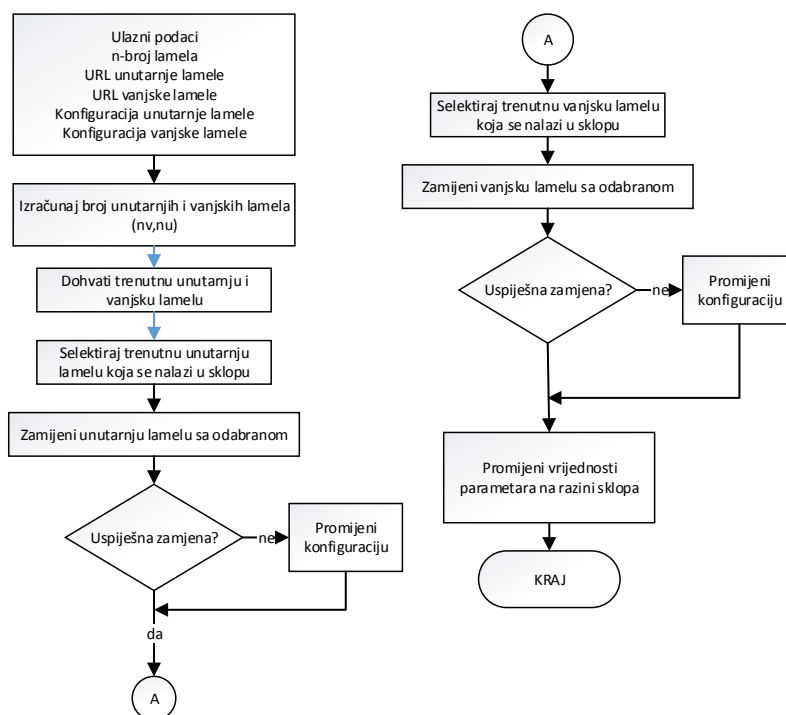 Ulazni podaci
n-broj lamela
URL unutarnje lamele
URL vanjske lamele
Konfiguracija unutarnje lamele
Konfiguracija vanjske lamele
Izračunaj broj unutarnjih i vanjskih lamela
(nv,nu)
Dohvati trenutnu unutarnju i
vanjsku lamelu
Selektiraj trenutnu unutarnju
lamelu koja se nalazi u sklopu
Zamijeni unutarnju lamelu sa odabranom
Uspiješna zamjena?
ne
Promijeni
konfiguraciju
da
A
A
Selektiraj trenutnu vanjsku lamelu
koja se nalazi u sklopu
Zamijeni vanjsku lamelu sa odabranom
Uspiješna zamjena?
ne
Promijeni
konfiguraciju
Promijeni vrijednosti
parametara na razini sklopa
KRAJ